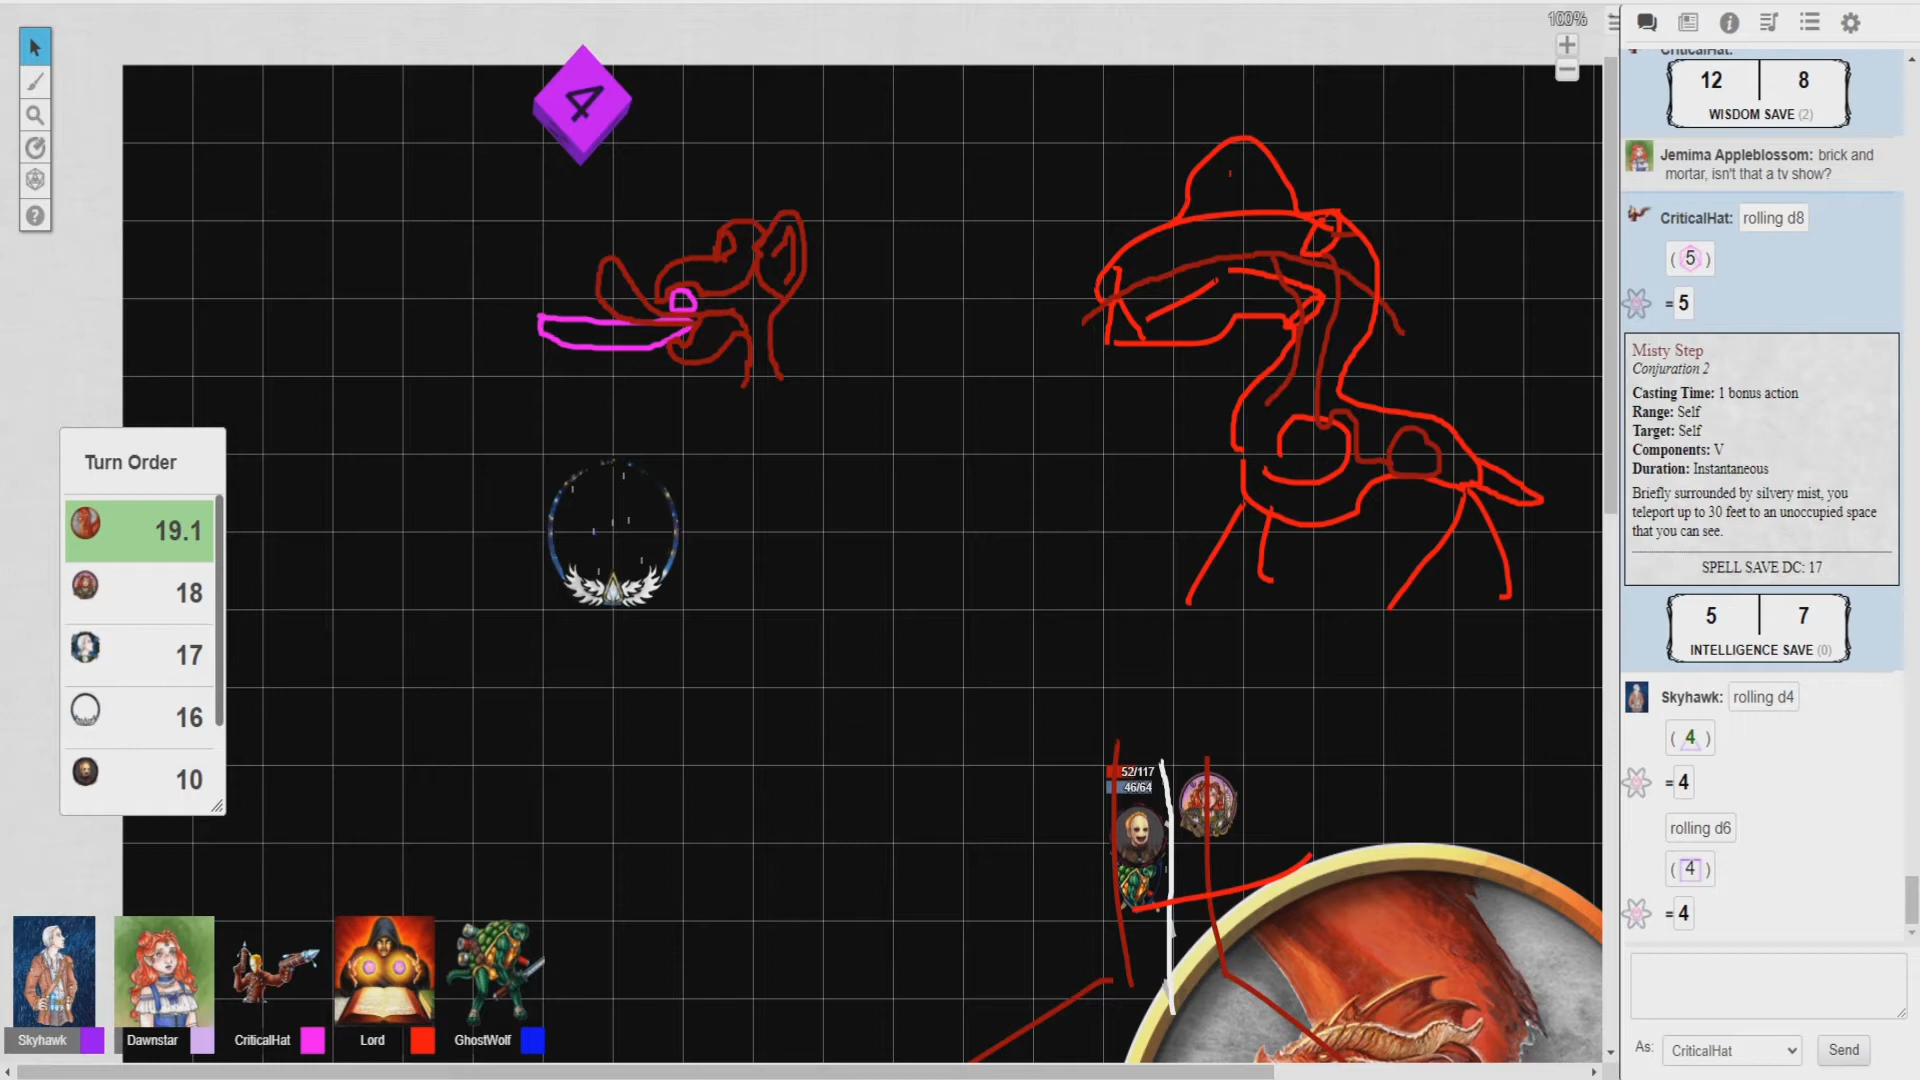 100%
4
CriticalHat:
12 8
WISDOM SAVE (2)
Jemima Appleblossom: brick and
mortar, isn't that a tv show?
CriticalHat: rolling d8
( 5 )
= 5
Misty Step
Conjuration 2
Casting Time: 1 bonus action
Range: Self
Target: Self
Components: V
Duration: Instantaneous
Briefly surrounded by silvery mist, you
teleport up to 30 feet to an unoccupied space
that you can see.
SPELL SAVE DC: 17
5 7
INTELLIGENCE SAVE (0)
Skyhawk: rolling d4
( 4 )
= 4
rolling d6
( 4 )
= 4
As: CriticalHat Send
Turn Order
19.1
18
17
16
10
52/117
46/64
Skyhawk
Dawnstar
CriticalHat
Lord
GhostWolf